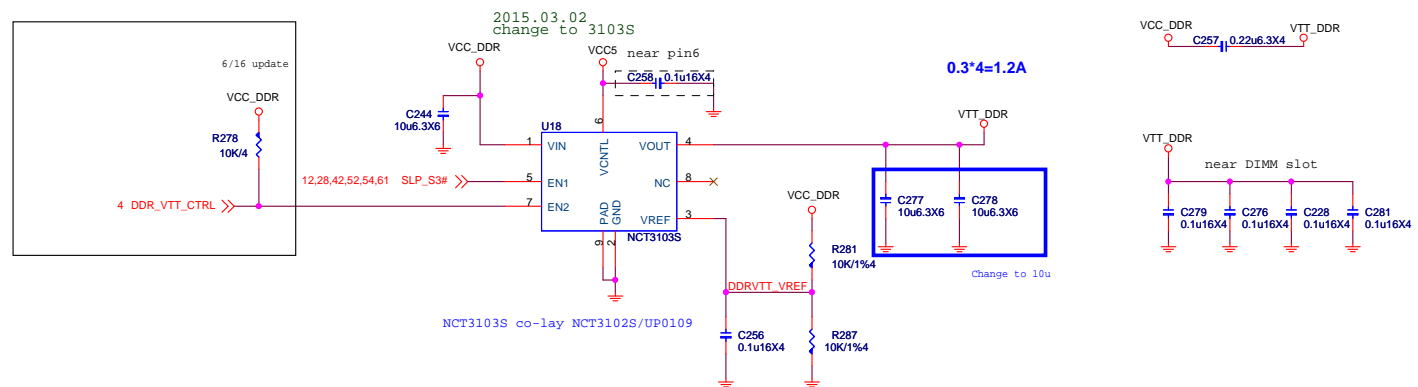 2015.03.02
change to 3103S
6/16 update
VCC_DDR
R278
10K/4
4 DDR_VTT_CTRL
12,28,42,52,54,61 SLP_S3#
VCC_DDR
C244
10u6.3X6
VCC5
near pin6
C258 0.1u16X4
U18
1 VIN
5 EN1
7 EN2
6 VCNTL
VOUT 4
NC 8
VREF 3
9 PAD
2 GND
NCT3103S
NCT3103S co-lay NCT3102S/UP0109
DDRVTT_VREF
C256
0.1u16X4
VCC_DDR
R281
10K/1%4
R287
10K/1%4
0.3*4=1.2A
VTT_DDR
C277
10u6.3X6
C278
10u6.3X6
Change to 10u
VCC_DDR
C257 0.22u6.3X4
VTT_DDR
VTT_DDR
near DIMM slot
C279
0.1u16X4
C276
0.1u16X4
C228
0.1u16X4
C281
0.1u16X4